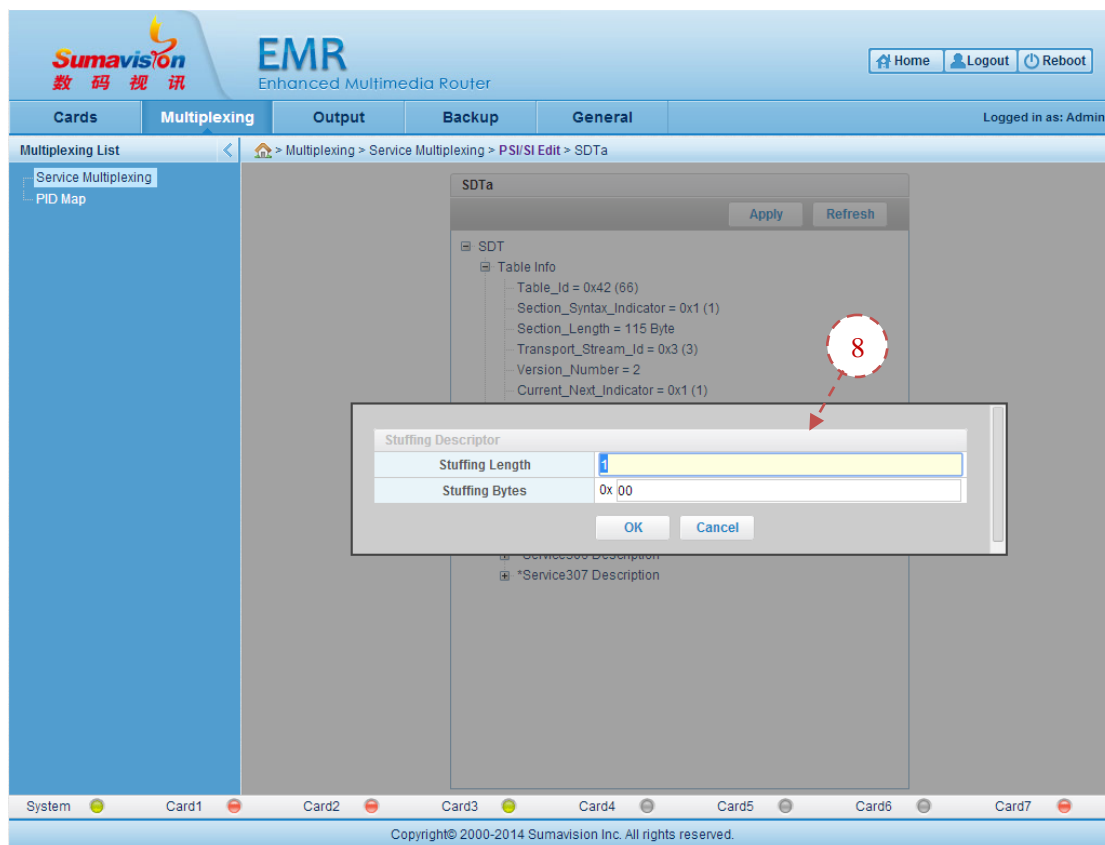 Sumavision
数码视讯
EMR
Enhanced Multimedia Router
Home Logout Reboot
Cards Multiplexing Output Backup General Logged in as: Admin
Multiplexing List
> Multiplexing > Service Multiplexing > PSI/SI Edit > SDTa
Service Multiplexing
PID Map
SDTa
Apply Refresh
SDT
Table Info
Table_Id = 0x42 (66)
Section_Syntax_Indicator = 0x1 (1)
Section_Length = 115 Byte
Transport_Stream_Id = 0x3 (3)
Version_Number = 2
Current_Next_Indicator = 0x1 (1)
8
Stuffing Descriptor
Stuffing Length 1
Stuffing Bytes 0x 00
OK Cancel
*Service307 Description
System Card1 Card2 Card3 Card4 Card5 Card6 Card7
Copyright© 2000-2014 Sumavision Inc. All rights reserved.